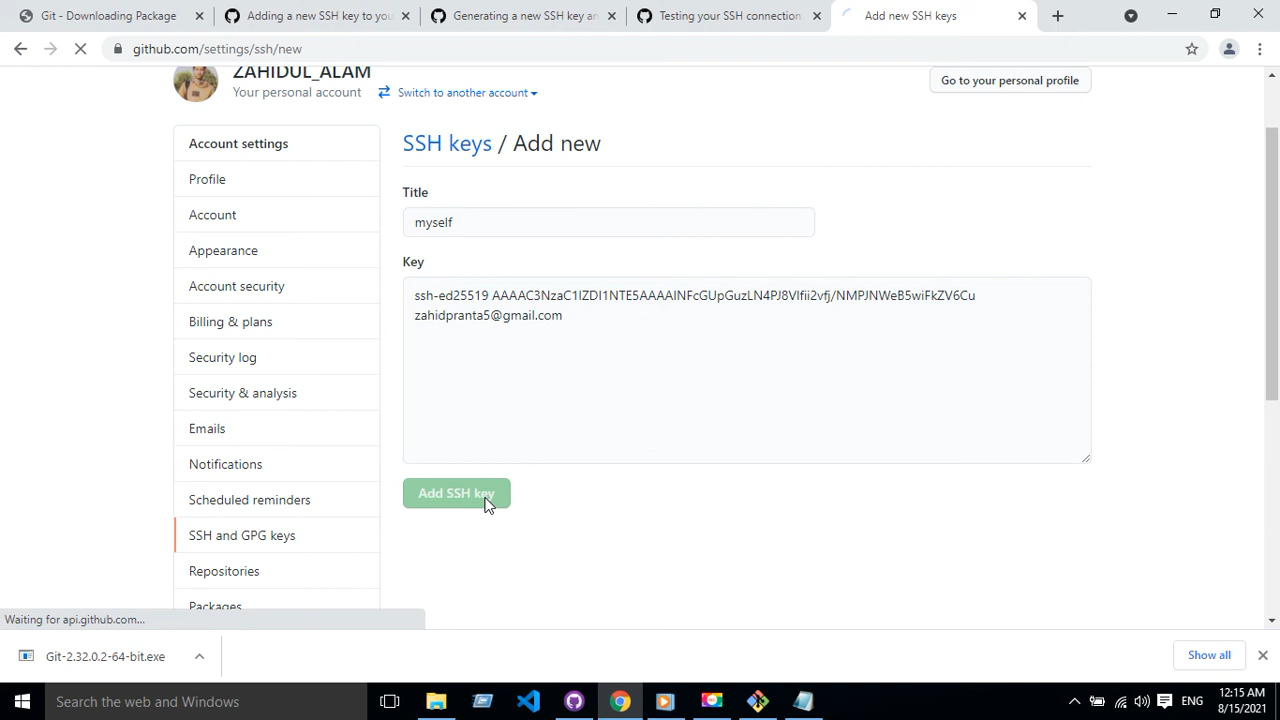 Git - Downloading Package
Adding a new SSH key to you
Generating a new SSH key an
Testing your SSH connection
Add new SSH keys
github.com/settings/ssh/new
ZAHIDUL_ALAM
Your personal account
Switch to another account
Go to your personal profile
Account settings
Profile
Account
Appearance
Account security
Billing & plans
Security log
Security & analysis
Emails
Notifications
Scheduled reminders
SSH and GPG keys
Repositories
Packages
SSH keys / Add new
Title
myself
Key
ssh-ed25519 AAAAC3NzaC1lZDI1NTE5AAAAINFcGUpGuzLN4PJ8VIfii2vfj/NMPJNWeB5wiFkZV6Cu
zahidpranta5@gmail.com
Add SSH key
Waiting for api.github.com...
Git-2.32.0.2-64-bit.exe
Show all
Search the web and Windows
ENG
12:15 AM
8/15/2021